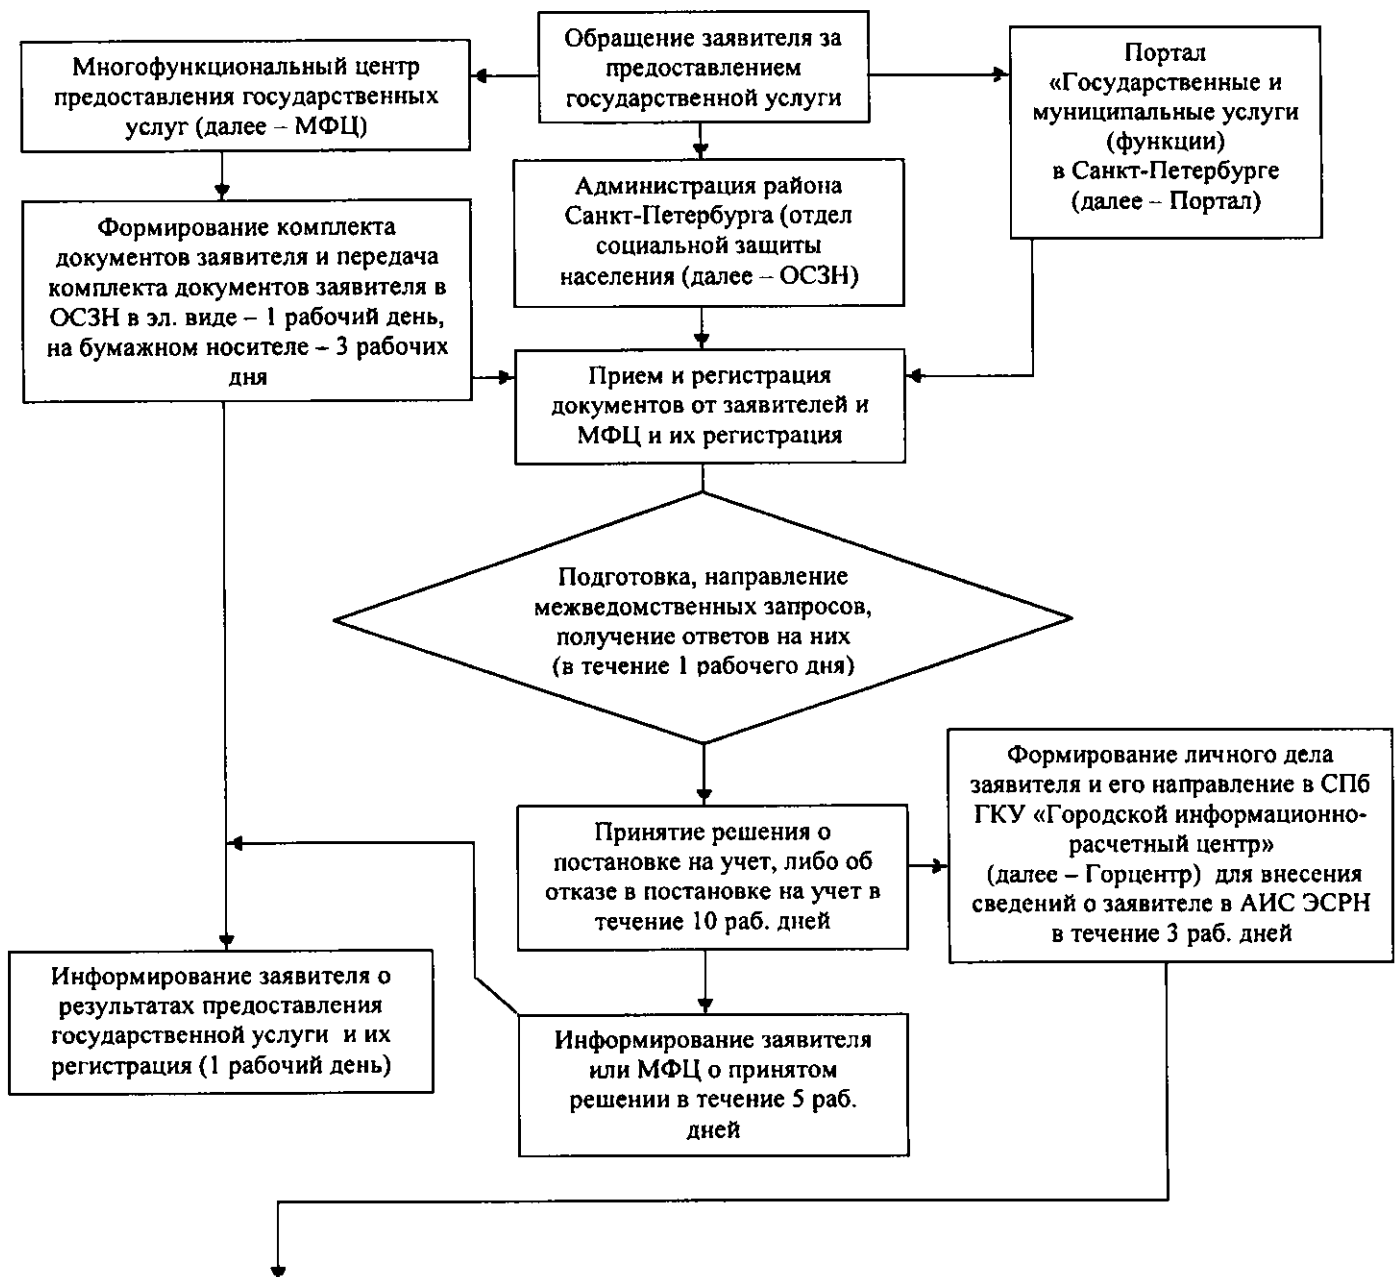 Обращение заявителя за
предоставлением
государственной услуги
Многофункциональный центр
предоставления государственных
услуг (далее – МФЦ)
Портал
«Государственные и
муниципальные услуги
(функции)
в Санкт-Петербурге
(далее – Портал)
Администрация района
Санкт-Петербурга (отдел
социальной защиты
населения (далее – ОСЗН)
Формирование комплекта
документов заявителя и передача
комплекта документов заявителя в
ОСЗН в эл. виде – 1 рабочий день,
на бумажном носителе – 3 рабочих
дня
Прием и регистрация
документов от заявителей и
МФЦ и их регистрация
Подготовка, направление
межведомственных запросов,
получение ответов на них
(в течение 1 рабочего дня)
Принятие решения о
постановке на учет, либо об
отказе в постановке на учет в
течение 10 раб. дней
Формирование личного дела
заявителя и его направление в СПб
ГКУ «Городской информационно-
расчетный центр»
(далее – Горцентр) для внесения
сведений о заявителе в АИС ЭСРН
в течение 3 раб. дней
Информирование заявителя о
результатах предоставления
государственной услуги и их
регистрация (1 рабочий день)
Информирование заявителя
или МФЦ о принятом
решении в течение 5 раб.
дней